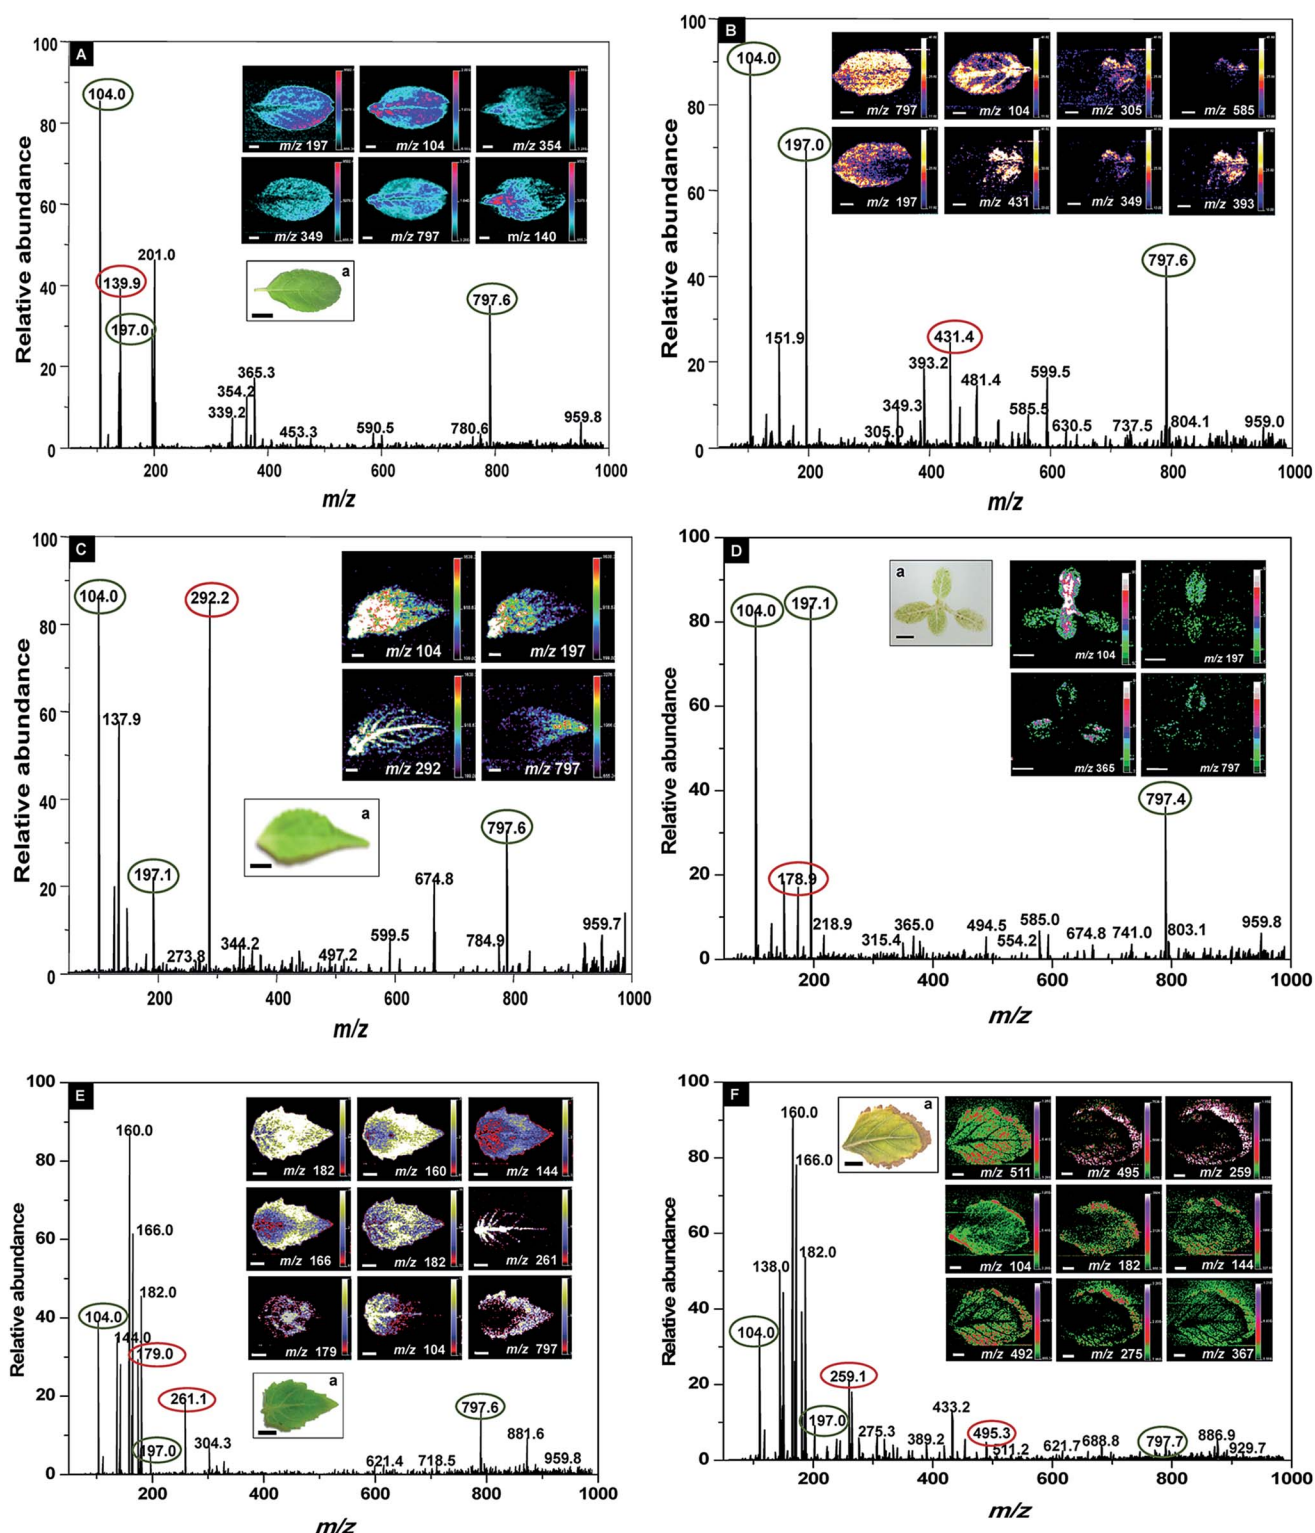 A
Relative abundance
100
80
60
40
20
0
200
400
600
800
1000
m/z
104.0
139.9
197.0
201.0
339.2
354.2
365.3
453.3
590.5
780.6
797.6
959.8
m/z 197
m/z 104
m/z 354
m/z 349
m/z 797
m/z 140
a
B
Relative abundance
100
80
60
40
20
0
200
400
600
800
1000
m/z
104.0
151.9
197.0
305.0
349.3
393.2
431.4
481.4
585.5
599.5
630.5
737.5
797.6
804.1
959.0
m/z 797
m/z 104
m/z 305
m/z 585
m/z 197
m/z 431
m/z 349
m/z 393
C
Relative abundance
100
80
60
40
20
0
200
400
600
800
1000
m/z
104.0
137.9
197.1
273.8
292.2
344.2
497.2
599.5
674.8
784.9
797.6
959.7
m/z 104
m/z 197
m/z 292
m/z 797
a
D
Relative abundance
100
80
60
40
20
0
200
400
600
800
1000
m/z
104.0
178.9
197.1
218.9
315.4
365.0
494.5
554.2
585.0
674.8
741.0
797.4
803.1
959.8
a
m/z 104
m/z 197
m/z 365
m/z 797
E
Relative abundance
100
80
60
40
20
0
200
400
600
800
1000
m/z
104.0
144.0
160.0
166.0
182.0
179.0
197.0
261.1
304.3
621.4
718.5
797.6
881.6
959.8
m/z 182
m/z 160
m/z 144
m/z 166
m/z 182
m/z 261
m/z 179
m/z 104
m/z 797
a
F
Relative abundance
100
80
60
40
20
0
200
400
600
800
1000
m/z
104.0
138.0
160.0
166.0
182.0
197.0
259.1
275.3
389.2
433.2
495.3
511.2
621.7
688.8
797.7
886.9
929.7
a
m/z 511
m/z 495
m/z 259
m/z 104
m/z 182
m/z 144
m/z 492
m/z 275
m/z 367